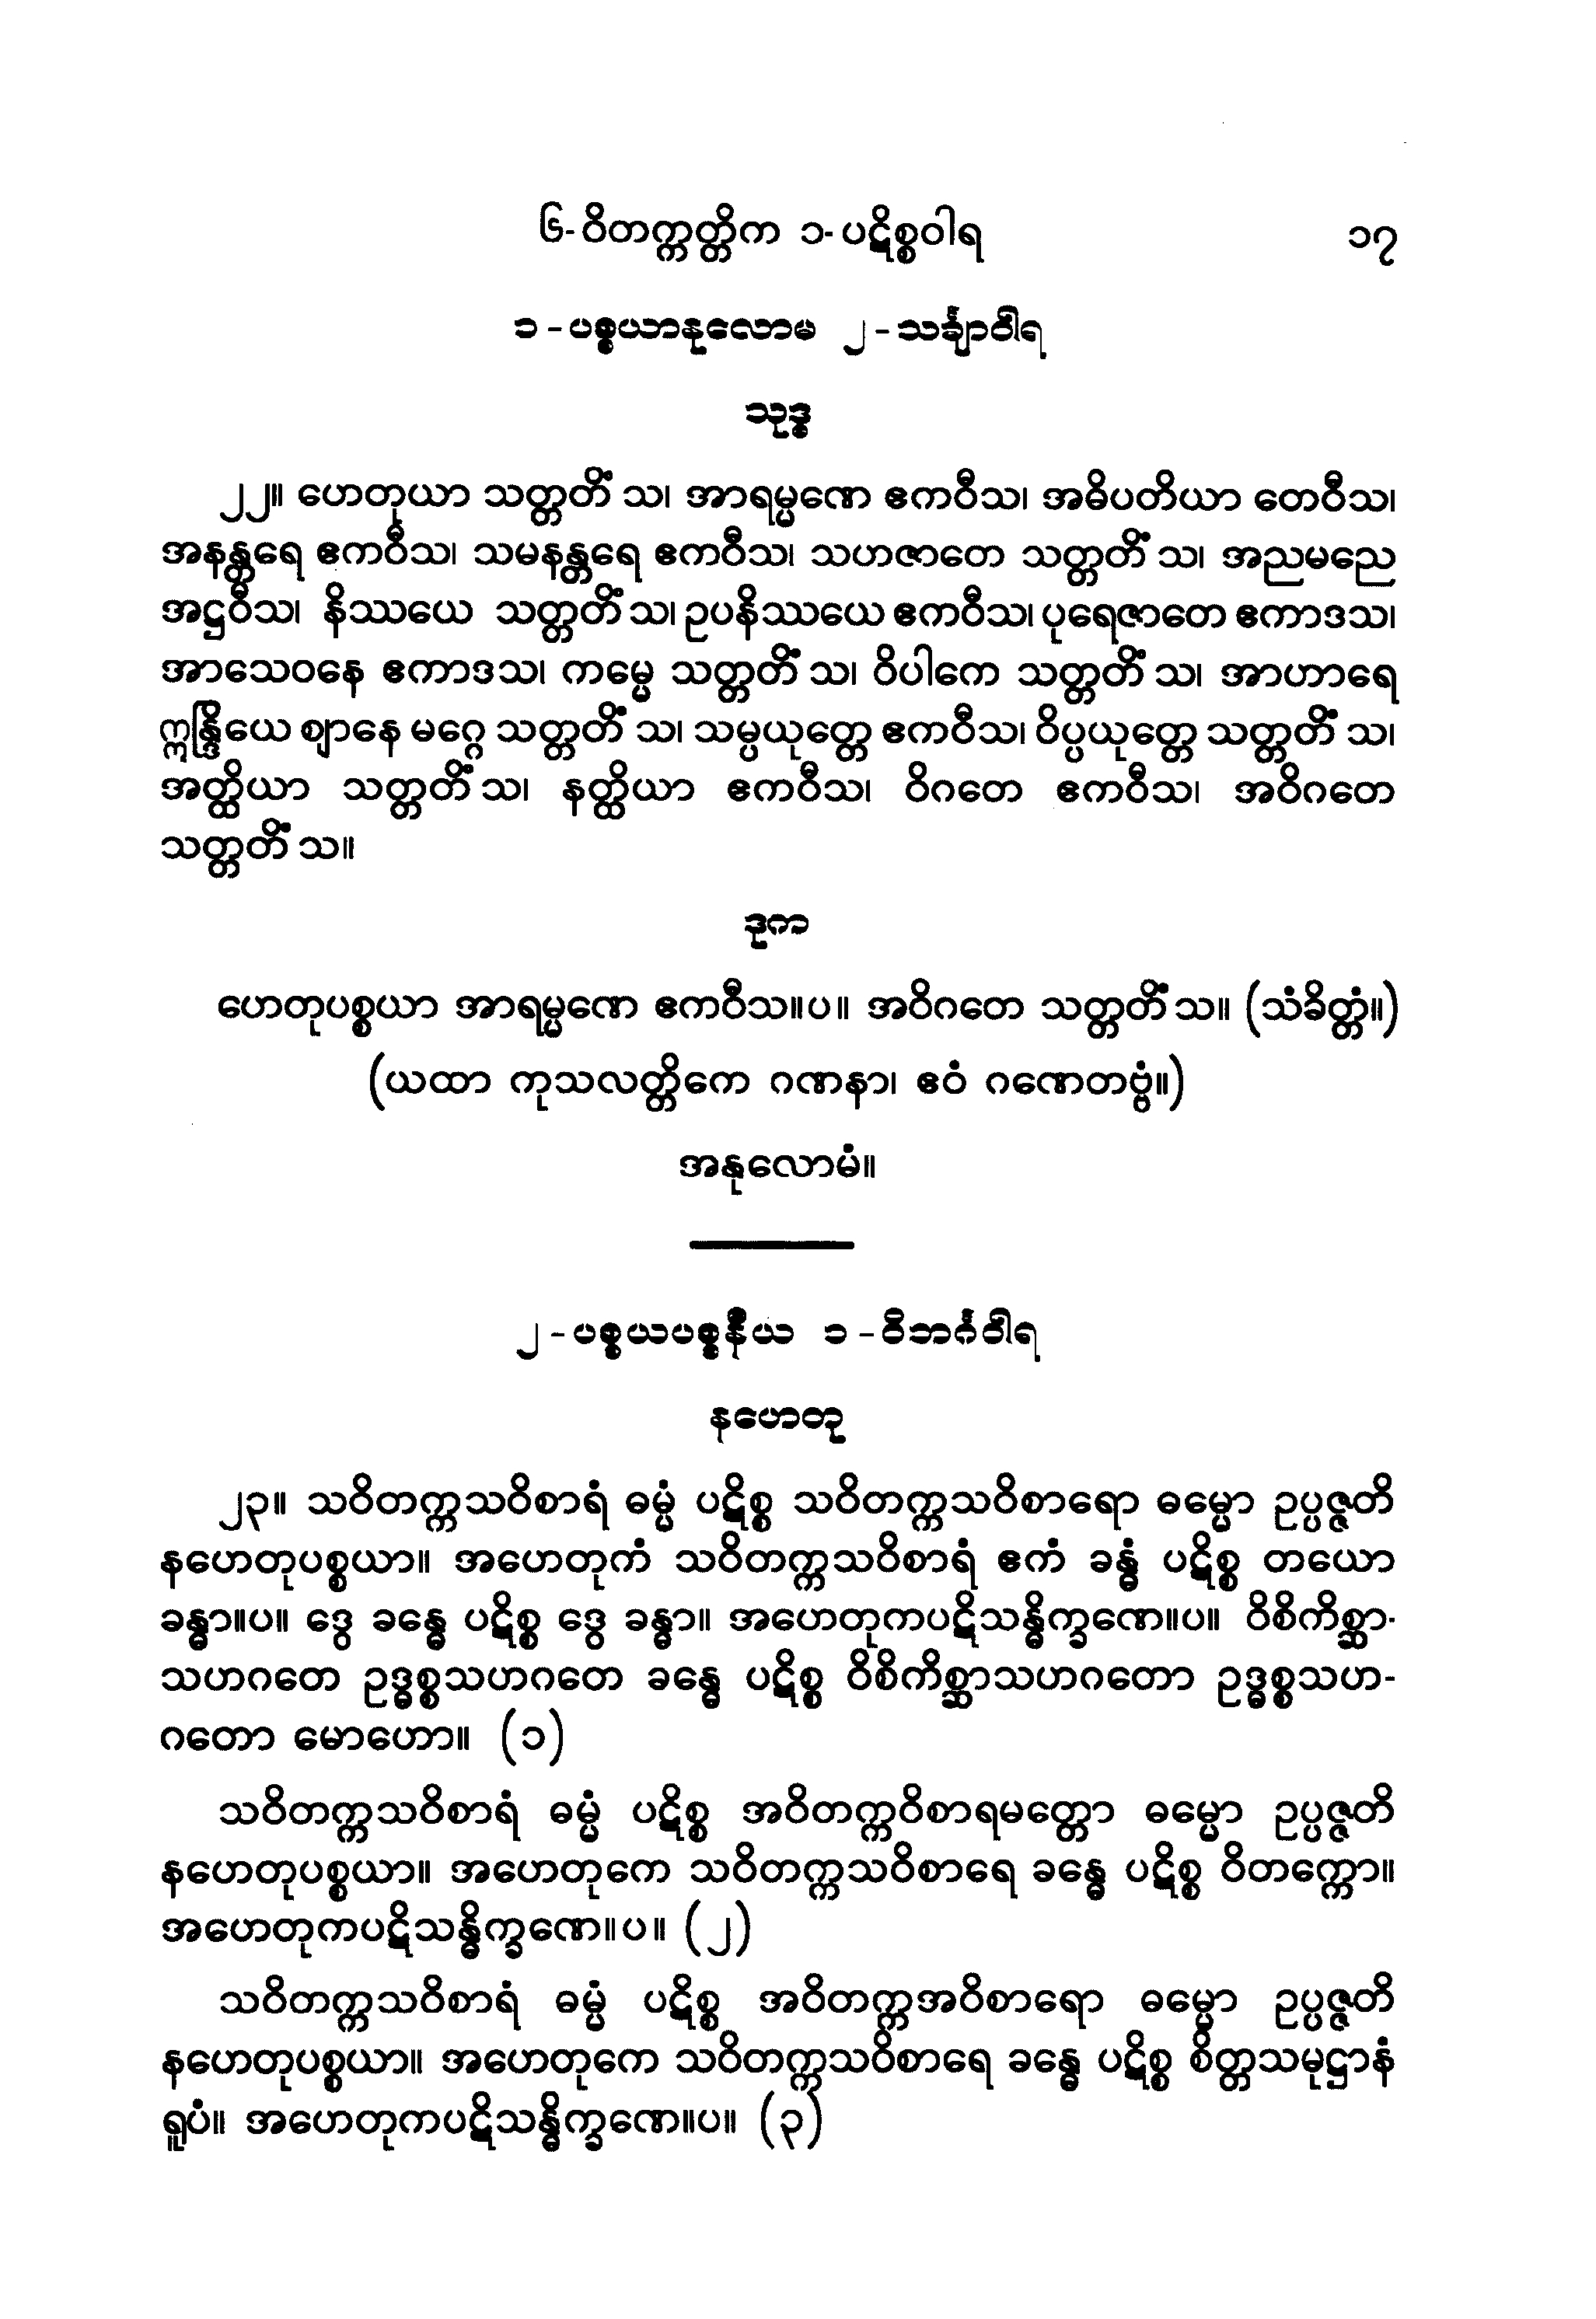 ၆-ဝိတက္ကတ္တိက ၁-ပဋိစ္စဝါရ ၁၇
၁-ပစ္စယာနုလောမ ၂-သင်္ချာဝါရ
သုဒ္ဓ
၂၂။ ဟေတုယာ သတ္တတိံသ၊ အာရမ္မဏေ ဧကဝီသ၊ အဓိပတိယာ တေဝီသ၊
အနန္တရေ ဧကဝီသ၊ သမနန္တရေ ဧကဝီသ၊ သဟဇာတေ သတ္တတိံသ၊ အညမညေ
အဋ္ဌဝီသ၊ နိဿယေ သတ္တတိံသ၊ ဥပနိဿယေ ဧကဝီသ၊ ပုရေဇာတေ ဧကာဒသ၊
အာသေဝနေ ဧကာဒသ၊ ကမ္မေ သတ္တတိံသ၊ ဝိပါကေ သတ္တတိံသ၊ အာဟာရေ
ဣန္ဒြိယေ ဈာနေ မဂ္ဂေ သတ္တတိံသ၊ သမ္ပယုတ္တေ ဧကဝီသ၊ ဝိပ္ပယုတ္တေ သတ္တတိံသ၊
အတ္ထိယာ သတ္တတိံသ၊ နတ္ထိယာ ဧကဝီသ၊ ဝိဂတေ ဧကဝီသ၊ အဝိဂတေ
သတ္တတိံသ။
ဒုက
ဟေတုပစ္စယာ အာရမ္မဏေ ဧကဝီသ။ပ။ အဝိဂတေ သတ္တတိံသ။ (သံခိတ္တံ။)
(ယထာ ကုသလတ္တိကေ ဂဏနာ၊ ဧဝံ ဂဏေတဗ္ဗံ။)
အနုလောမံ။
၂-ပစ္စယပစ္စနီယ ၁-ဝိဘင်္ဂဝါရ
နဟေတု
၂၃။ သဝိတက္ကသဝိစာရံ ဓမ္မံ ပဋိစ္စ သဝိတက္ကသဝိစာရော ဓမ္မော ဥပ္ပဇ္ဇတိ
နဟေတုပစ္စယာ။ အဟေတုကံ သဝိတက္ကသဝိစာရံ ဧကံ ခန္ဓံ ပဋိစ္စ တယော
ခန္ဓာ။ပ။ ဒွေ ခန္ဓေ ပဋိစ္စ ဒွေ ခန္ဓာ။ အဟေတုကပဋိသန္ဓိက္ခဏေ။ပ။ ဝိစိကိစ္ဆာ-
သဟဂတေ ဥဒ္ဓစ္စသဟဂတေ ခန္ဓေ ပဋိစ္စ ဝိစိကိစ္ဆာသဟဂတော ဥဒ္ဓစ္စသဟ-
ဂတော မောဟော။ (၁)
သဝိတက္ကသဝိစာရံ ဓမ္မံ ပဋိစ္စ အဝိတက္ကဝိစာရမတ္တော ဓမ္မော ဥပ္ပဇ္ဇတိ
နဟေတုပစ္စယာ။ အဟေတုကေ သဝိတက္ကသဝိစာရေ ခန္ဓေ ပဋိစ္စ ဝိတက္ကော။
အဟေတုကပဋိသန္ဓိက္ခဏေ။ပ။ (၂)
သဝိတက္ကသဝိစာရံ ဓမ္မံ ပဋိစ္စ အဝိတက္ကအဝိစာရော ဓမ္မော ဥပ္ပဇ္ဇတိ
နဟေတုပစ္စယာ။ အဟေတုကေ သဝိတက္ကသဝိစာရေ ခန္ဓေ ပဋိစ္စ စိတ္တသမုဋ္ဌာနံ
ရူပံ။ အဟေတုကပဋိသန္ဓိက္ခဏေ။ပ။ (၃)